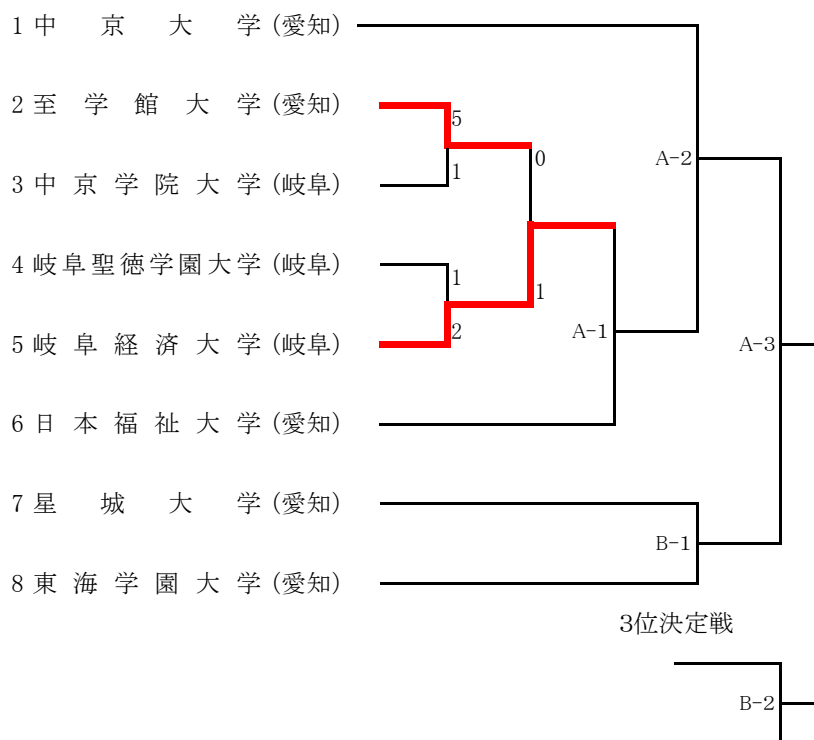 1 中京大学 (愛知)
2 至学館大学 (愛知)
5
0
A-2
3 中京学院大学 (岐阜)
1
4 岐阜聖徳学園大学 (岐阜)
1
1
5 岐阜経済大学 (岐阜)
2
A-1
A-3
6 日本福祉大学 (愛知)
7 星城大学 (愛知)
B-1
8 東海学園大学 (愛知)
3位決定戦
B-2